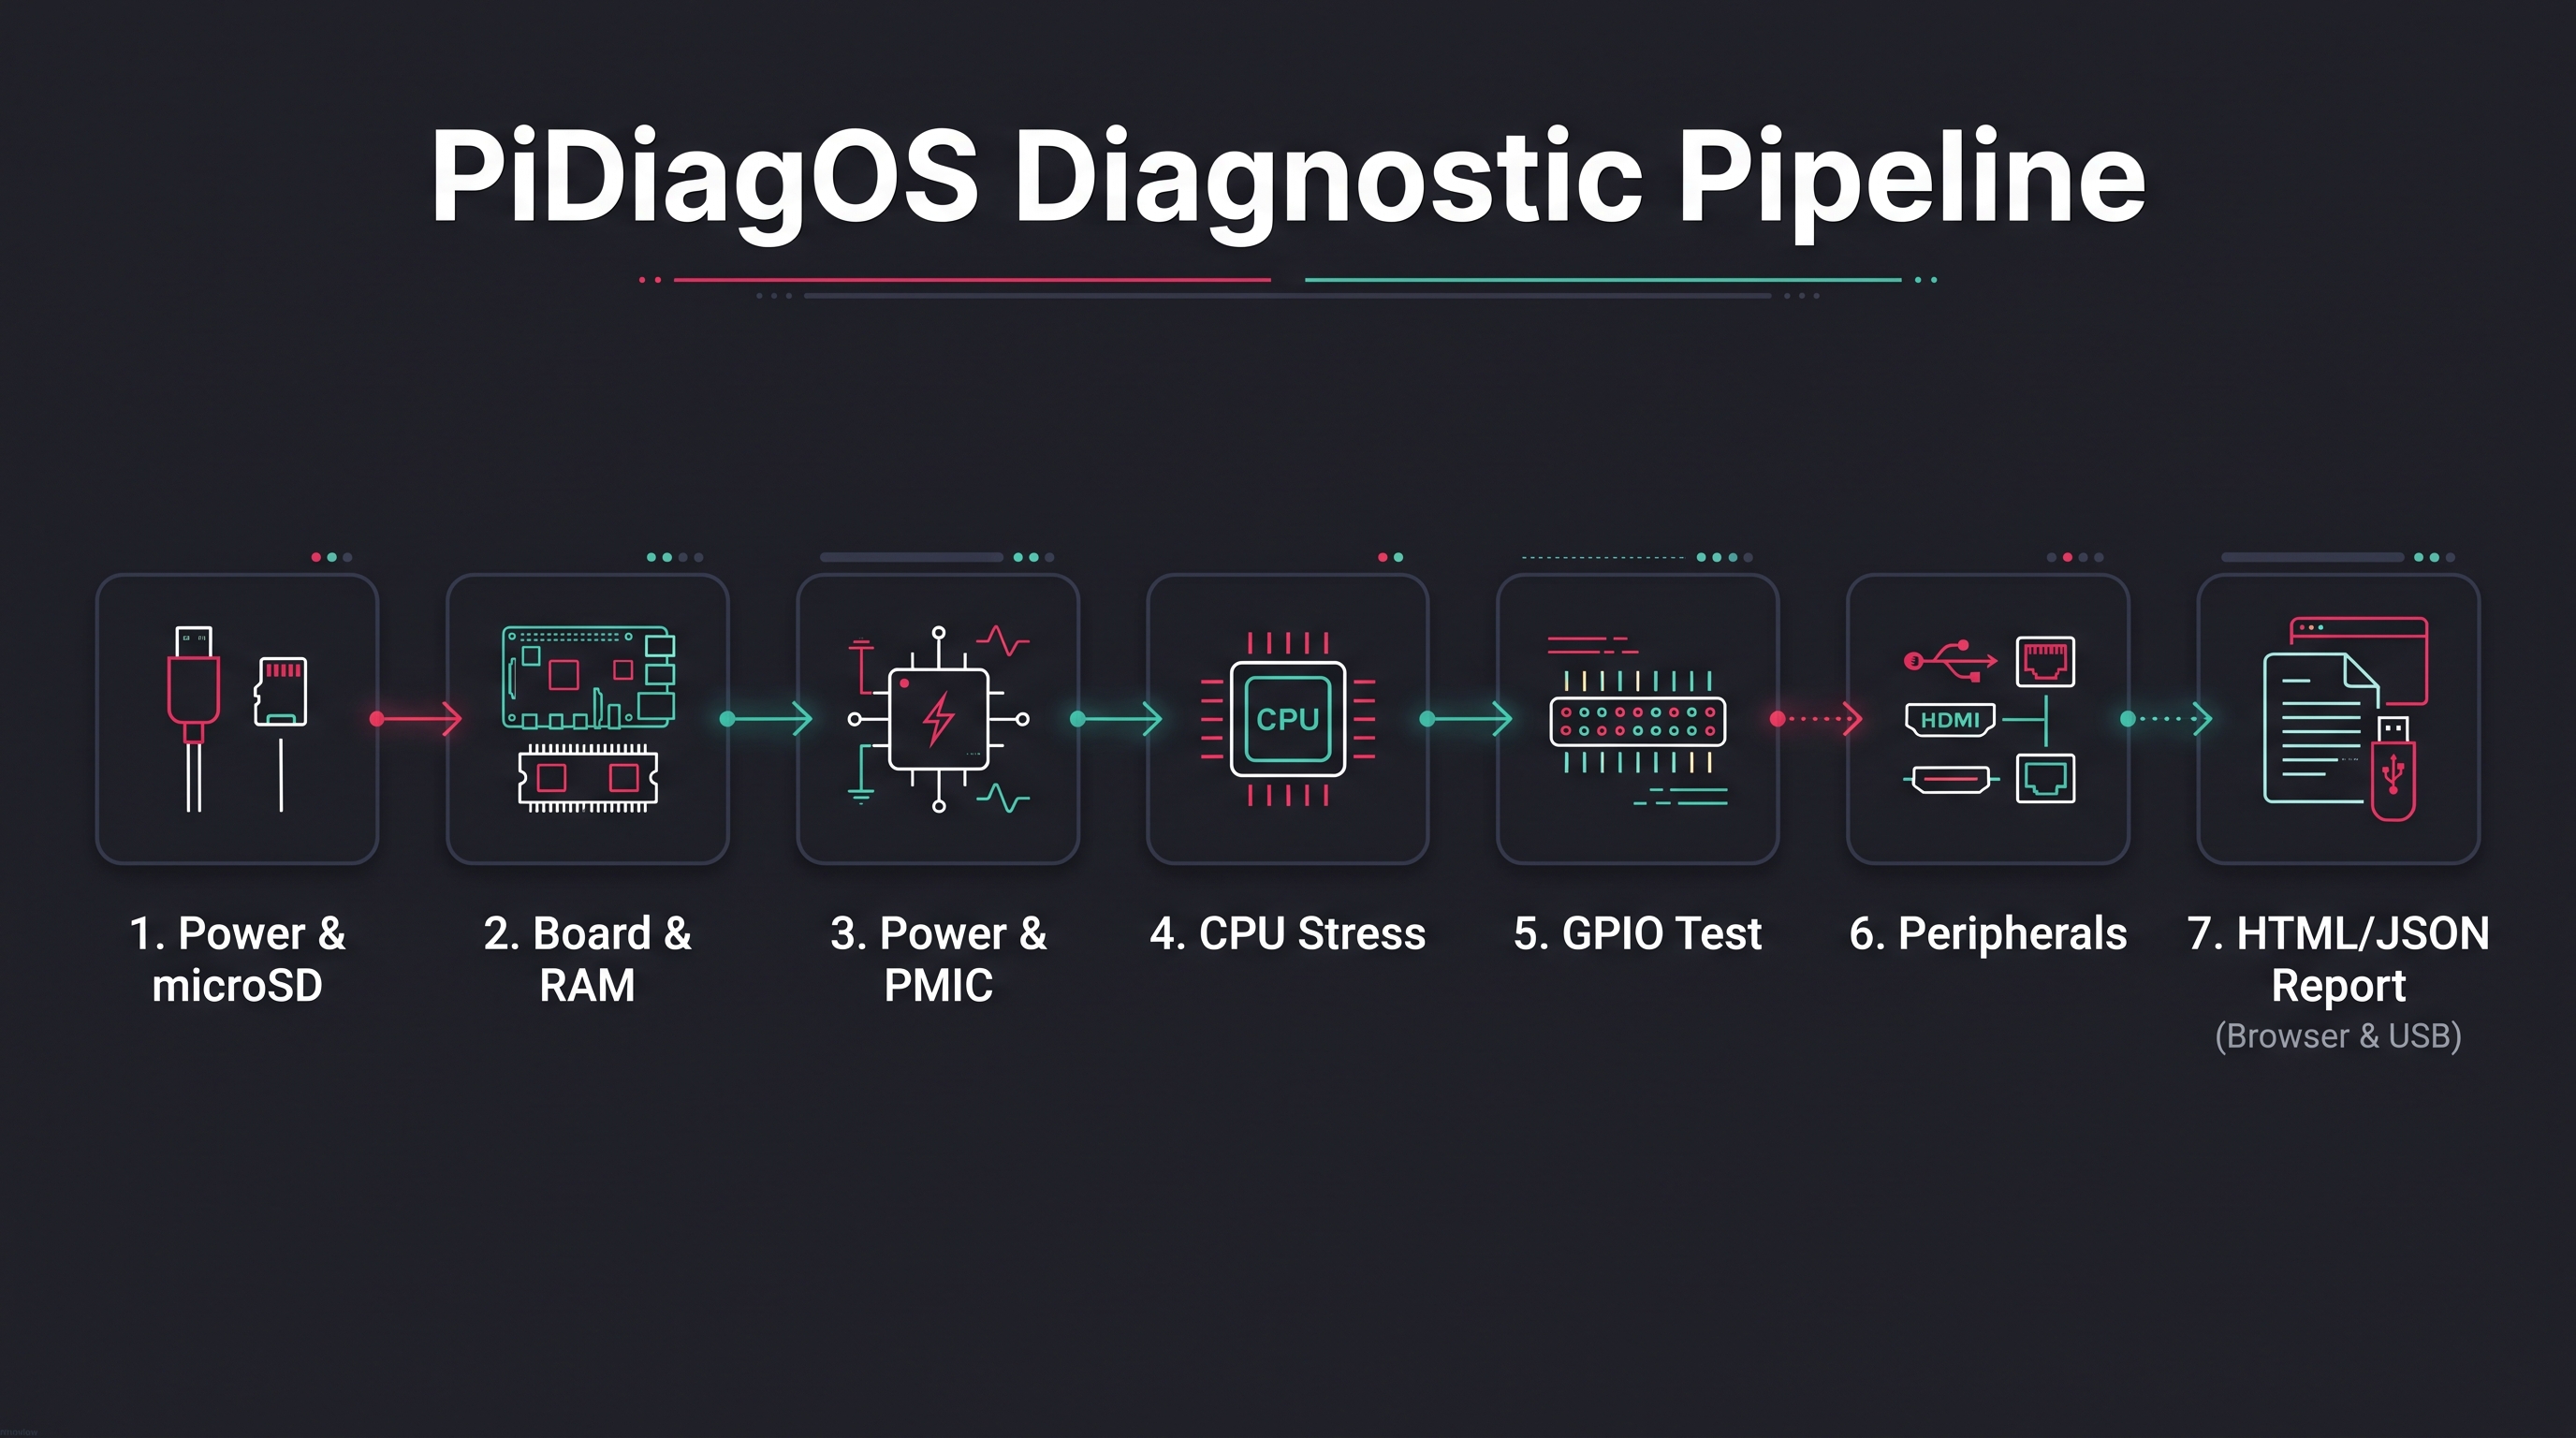 PiDiagOS Diagnostic Pipeline
CPU
HDMI
1. Power &
microSD
2. Board &
RAM
3. Power &
PMIC
4. CPU Stress
5. GPIO Test
6. Peripherals
7. HTML/JSON
Report
(Browser & USB)